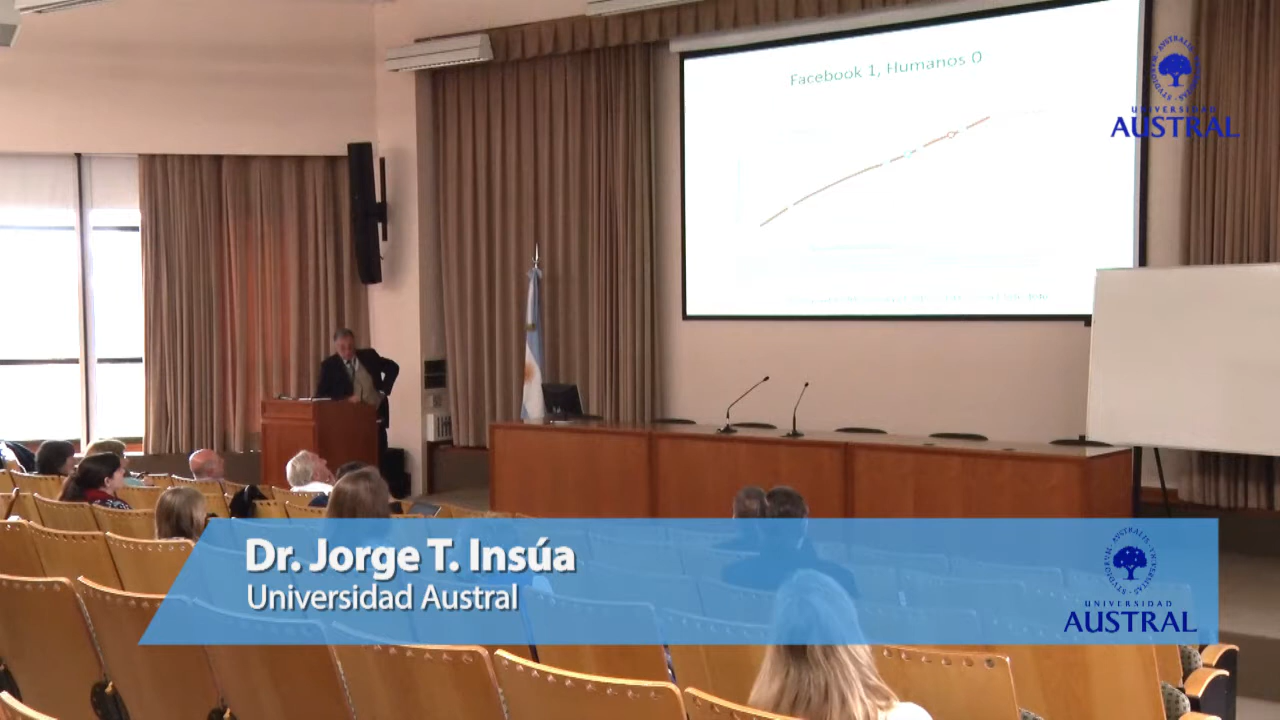 Facebook 1, Humanos 0
UNIVERSIDAD
AUSTRAL
Dr. Jorge T. Insúa
Universidad Austral
UNIVERSIDAD
AUSTRAL